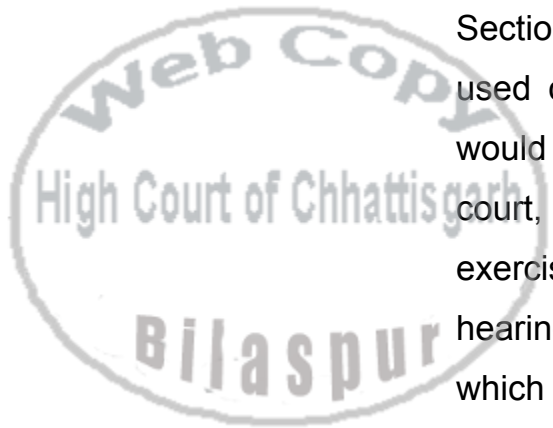 Web Copy
High Court of Chhattisgarh
Bilaspur
Sectio
used
would
court,
exercis
hearin
which